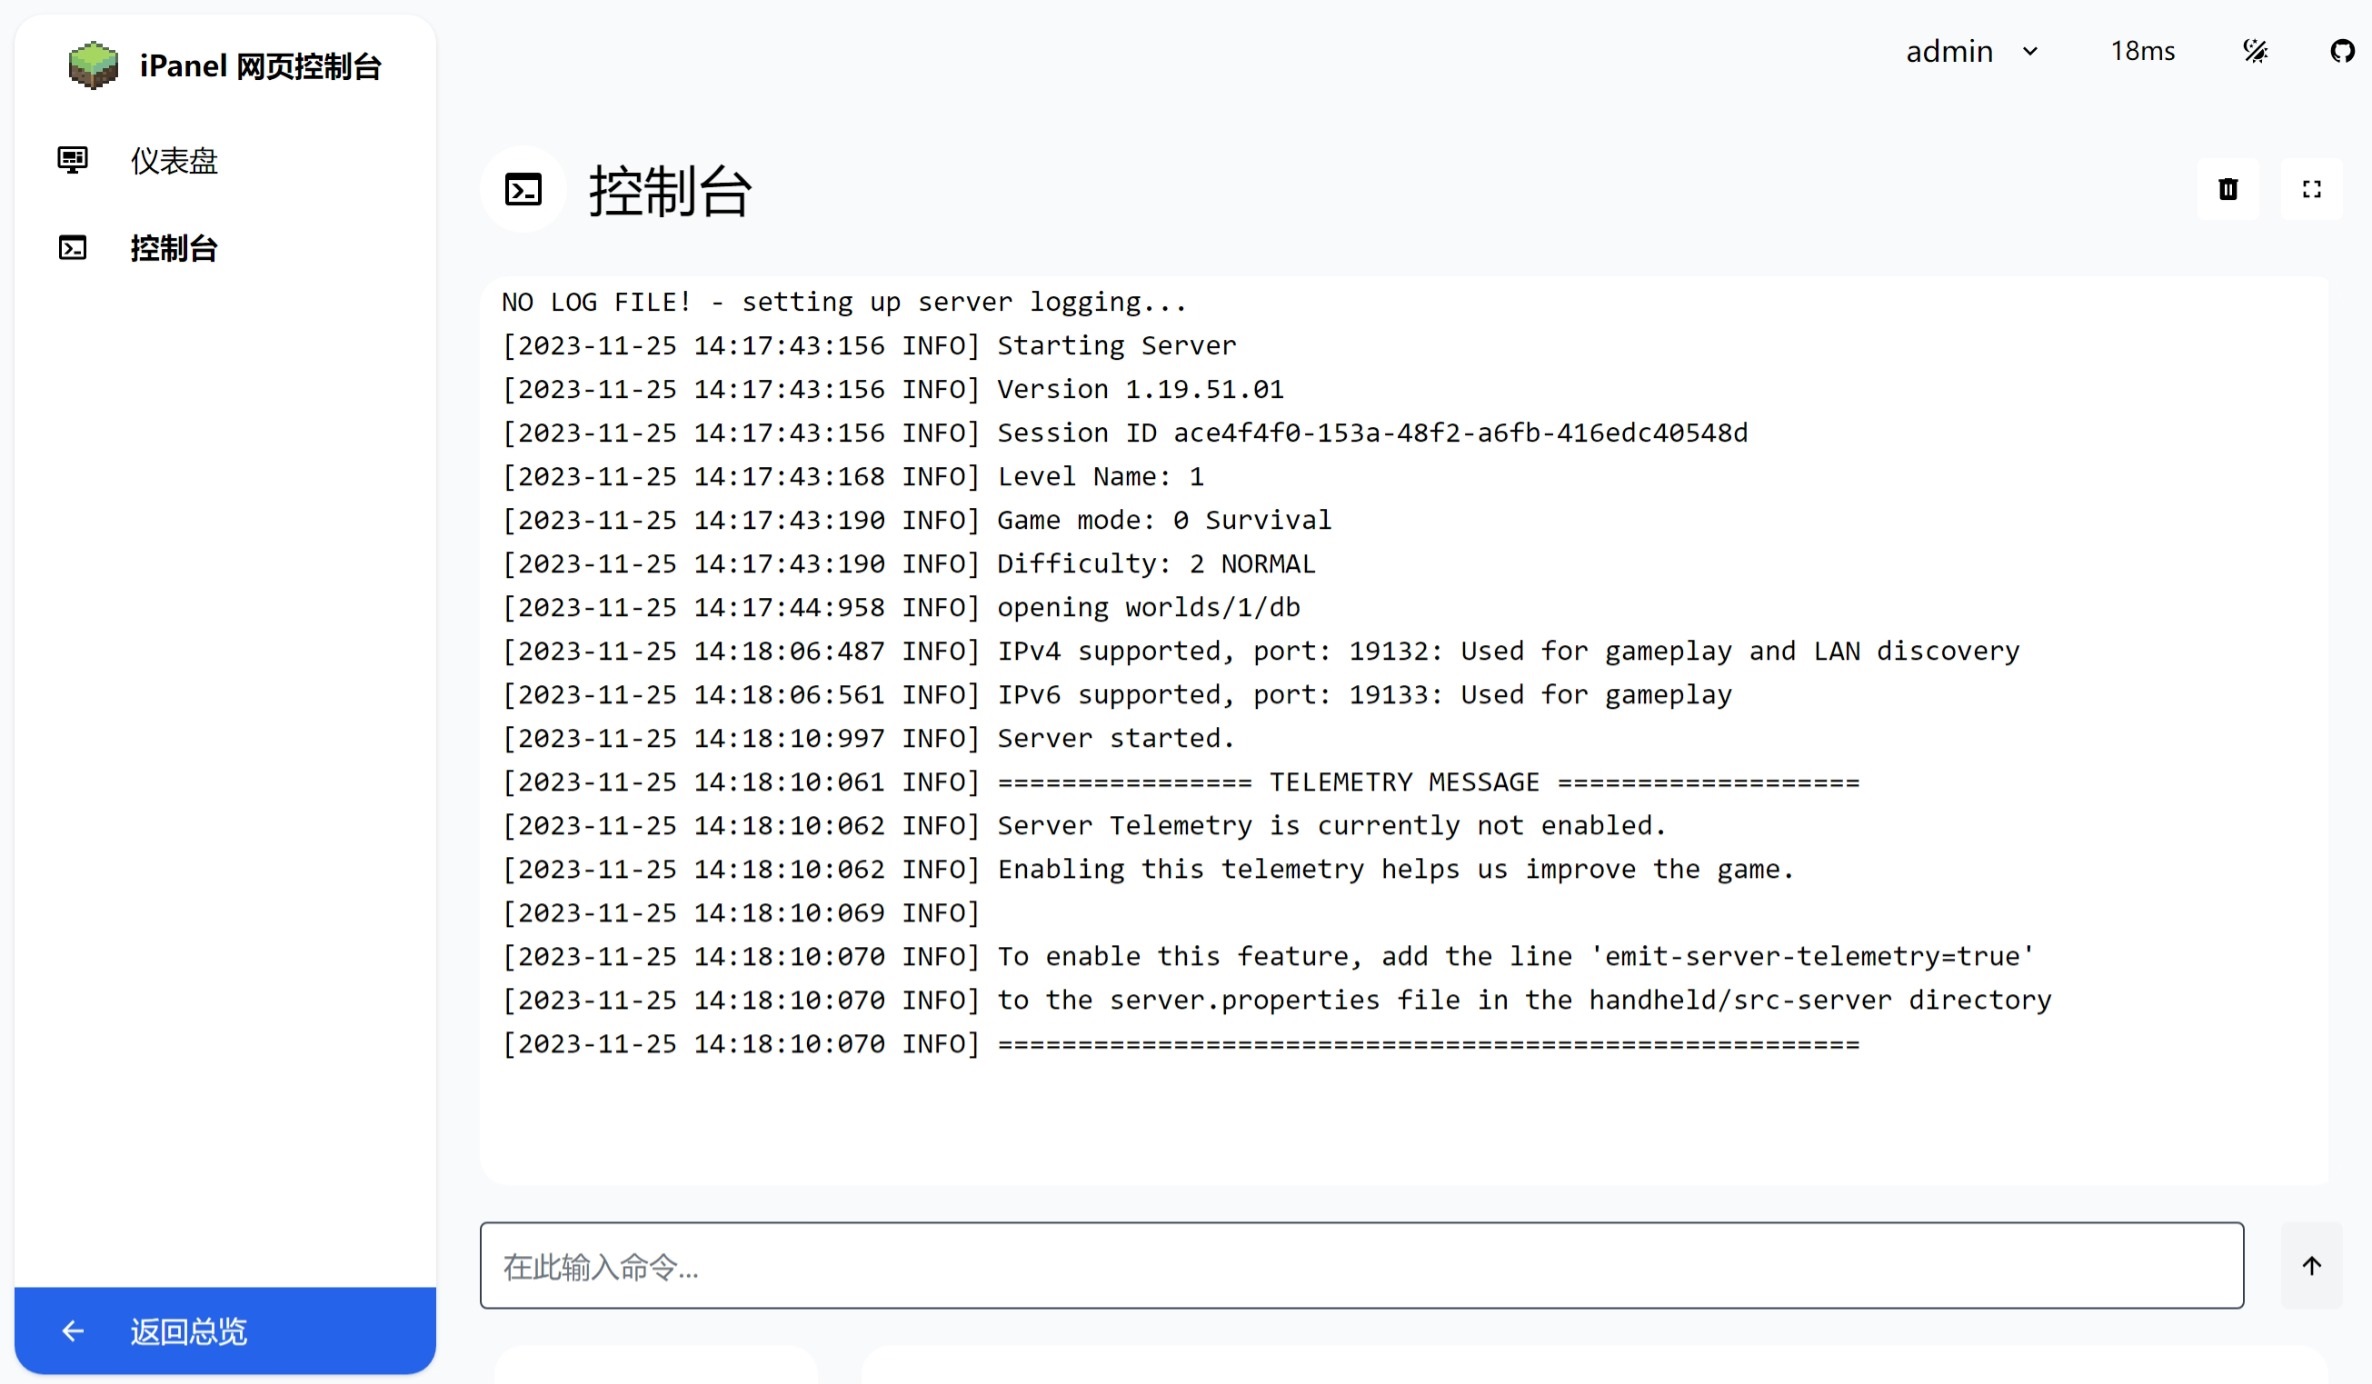 iPanel 网页控制台
仪表盘
控制台
返回总览
admin
18ms
控制台
NO LOG FILE! - setting up server logging...
[2023-11-25 14:17:43:156 INFO] Starting Server
[2023-11-25 14:17:43:156 INFO] Version 1.19.51.01
[2023-11-25 14:17:43:156 INFO] Session ID ace4f4f0-153a-48f2-a6fb-416edc40548d
[2023-11-25 14:17:43:168 INFO] Level Name: 1
[2023-11-25 14:17:43:190 INFO] Game mode: 0 Survival
[2023-11-25 14:17:43:190 INFO] Difficulty: 2 NORMAL
[2023-11-25 14:17:44:958 INFO] opening worlds/1/db
[2023-11-25 14:18:06:487 INFO] IPv4 supported, port: 19132: Used for gameplay and LAN discovery
[2023-11-25 14:18:06:561 INFO] IPv6 supported, port: 19133: Used for gameplay
[2023-11-25 14:18:10:997 INFO] Server started.
[2023-11-25 14:18:10:061 INFO] ================ TELEMETRY MESSAGE ===================
[2023-11-25 14:18:10:062 INFO] Server Telemetry is currently not enabled.
[2023-11-25 14:18:10:062 INFO] Enabling this telemetry helps us improve the game.
[2023-11-25 14:18:10:069 INFO]
[2023-11-25 14:18:10:070 INFO] To enable this feature, add the line 'emit-server-telemetry=true'
[2023-11-25 14:18:10:070 INFO] to the server.properties file in the handheld/src-server directory
[2023-11-25 14:18:10:070 INFO] ======================================================
在此输入命令...